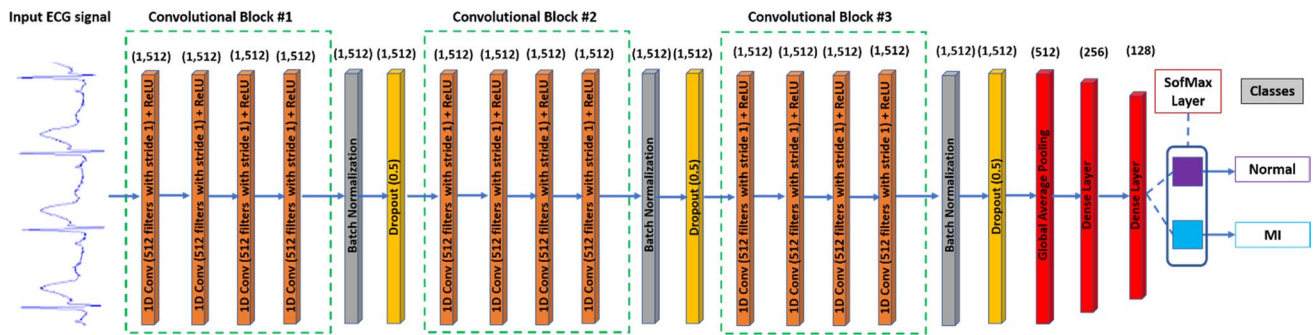 Input ECG signal
Convolutional Block #1
Convolutional Block #2
Convolutional Block #3
(1,512) (1,512) (1,512) (1,512) (1,512) (1,512) (1,512) (1,512) (1,512) (1,512) (1,512) (1,512) (1,512) (1,512) (1,512) (1,512) (1,512) (1,512) (512) (256) (128)
1D Conv (512 filters with stride 1) + ReLU
1D Conv (512 filters with stride 1) + ReLU
1D Conv (512 filters with stride 1) + ReLU
1D Conv (512 filters with stride 1) + ReLU
Batch Normalization
Dropout (0.5)
1D Conv (512 filters with stride 1) + ReLU
1D Conv (512 filters with stride 1) + ReLU
1D Conv (512 filters with stride 1) + ReLU
1D Conv (512 filters with stride 1) + ReLU
Batch Normalization
Dropout (0.5)
1D Conv (512 filters with stride 1) + ReLU
1D Conv (512 filters with stride 1) + ReLU
1D Conv (512 filters with stride 1) + ReLU
1D Conv (512 filters with stride 1) + ReLU
Batch Normalization
Dropout (0.5)
Global Average Pooling
Dense Layer
Dense Layer
SofMax
Layer
Classes
Normal
MI